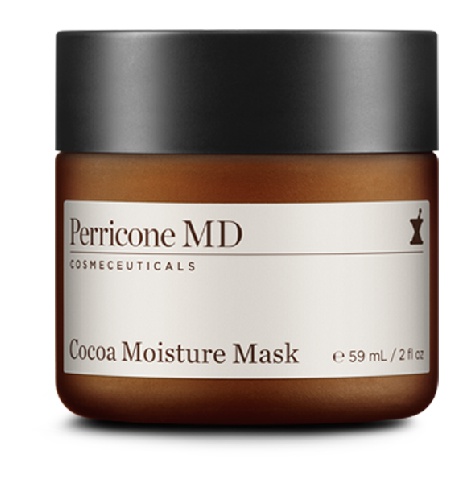 Perricone MD
COSMECEUTICALS
Cocoa Moisture Mask
℮ 59 mL / 2 fl oz